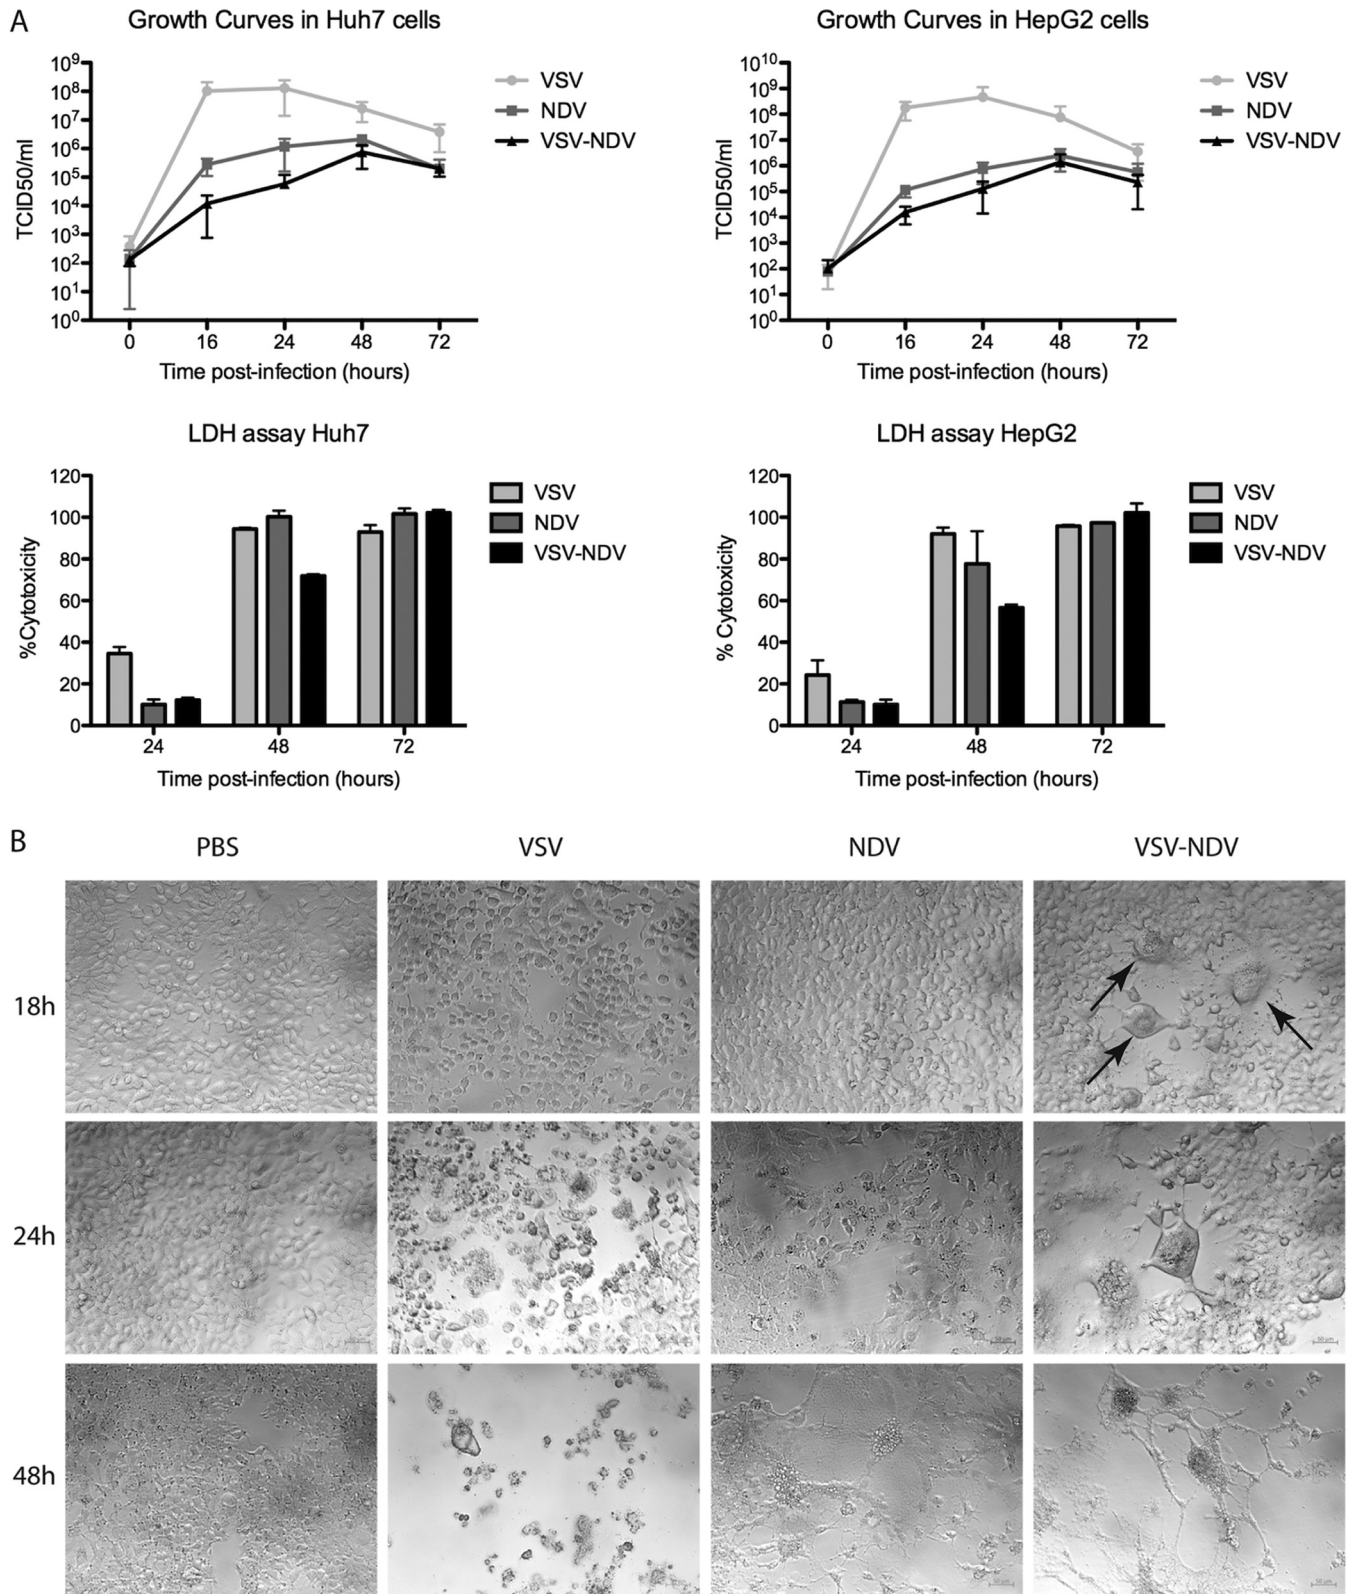 A
Growth Curves in Huh7 cells
TCID50/ml
10⁹
10⁸
10⁷
10⁶
10⁵
10⁴
10³
10²
10¹
10⁰
0 16 24 48 72
Time post-infection (hours)
VSV
NDV
VSV-NDV
Growth Curves in HepG2 cells
TCID50/ml
10¹⁰
10⁹
10⁸
10⁷
10⁶
10⁵
10⁴
10³
10²
10¹
10⁰
0 16 24 48 72
Time post-infection (hours)
VSV
NDV
VSV-NDV
LDH assay Huh7
%Cytotoxicity
120
100
80
60
40
20
0
24 48 72
Time post-infection (hours)
VSV
NDV
VSV-NDV
LDH assay HepG2
% Cytotoxicity
120
100
80
60
40
20
0
24 48 72
Time post-infection (hours)
VSV
NDV
VSV-NDV
B
PBS VSV NDV VSV-NDV
18h
24h
50 µm
48h
50 µm